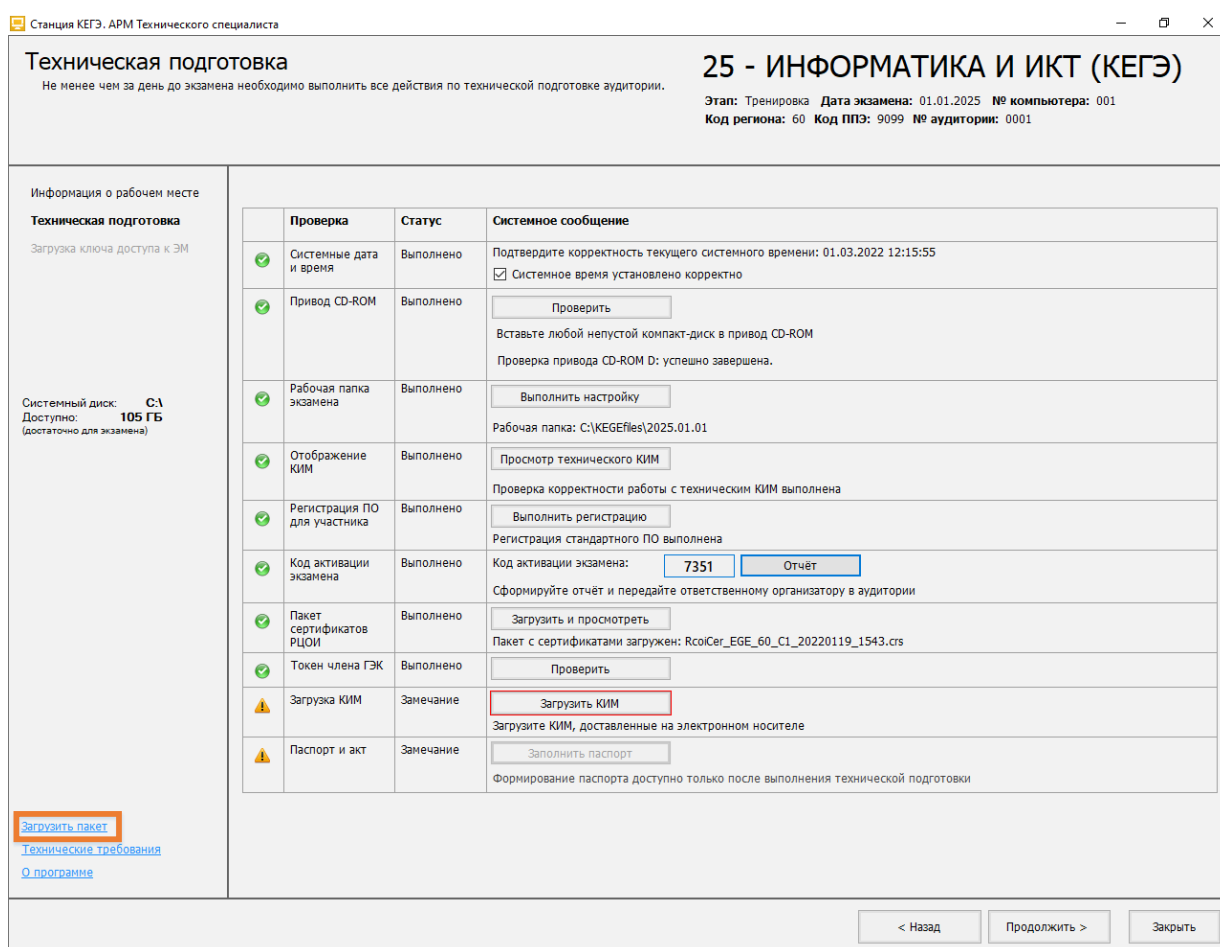 Станция КЕГЭ. АРМ Технического специалиста
Техническая подготовка
Не менее чем за день до экзамена необходимо выполнить все действия по технической подготовке аудитории.
25 - ИНФОРМАТИКА И ИКТ (КЕГЭ)
Этап: Тренировка Дата экзамена: 01.01.2025 № компьютера: 001
Код региона: 60 Код ППЭ: 9099 № аудитории: 0001
Информация о рабочем месте
Техническая подготовка
Загрузка ключа доступа к ЭМ
Системный диск: C:\
Доступно: 105 ГБ
(достаточно для экзамена)
Загрузить пакет
Технические требования
О программе
Проверка Статус Системное сообщение
Системные дата и время Выполнено Подтвердите корректность текущего системного времени: 01.03.2022 12:15:55
Системное время установлено корректно
Привод CD-ROM Выполнено Проверить
Вставьте любой непустой компакт-диск в привод CD-ROM
Проверка привода CD-ROM D: успешно завершена.
Рабочая папка экзамена Выполнено Выполнить настройку
Рабочая папка: C:\KEGEfiles\2025.01.01
Отображение КИМ Выполнено Просмотр технического КИМ
Проверка корректности работы с техническим КИМ выполнена
Регистрация ПО для участника Выполнено Выполнить регистрацию
Регистрация стандартного ПО выполнена
Код активации экзамена Выполнено Код активации экзамена: 7351 Отчёт
Сформируйте отчёт и передайте ответственному организатору в аудитории
Пакет сертификатов РЦОИ Выполнено Загрузить и просмотреть
Пакет с сертификатами загружен: RcoiCer_EGE_60_C1_20220119_1543.crs
Токен члена ГЭК Выполнено Проверить
Загрузка КИМ Замечание Загрузить КИМ
Загрузите КИМ, доставленные на электронном носителе
Паспорт и акт Замечание Заполнить паспорт
Формирование паспорта доступно только после выполнения технической подготовки
< Назад Продолжить > Закрыть